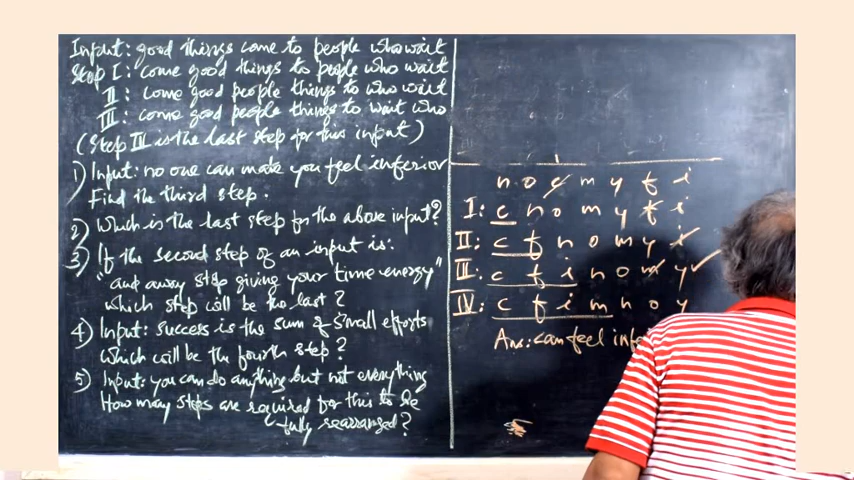 Input: good things come to people who wait
Step I: come good things to people who wait
II: come good people things to who wait
III: come good people things to wait who
(Step III is the last step for this input)
1) Input: no one can make you feel inferior
Find the third step.
2) Which is the last step for the above input?
3) If the second step of an input is:
"and away stop giving your time energy"
which step will be the last?
4) Input: success is the sum of small efforts
Which will be the fourth step?
5) Input: you can do anything but not everything
How many steps are required for this to be
fully rearranged?
n o c m y f i
I: c n o m y f i
II: c f n o m y i
III: c f i n o m y ✓
IV: c f i m n o y
Ans: can feel